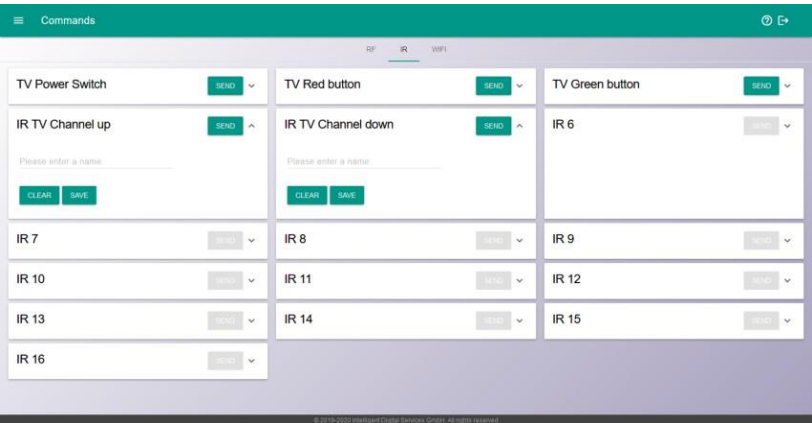 Commands
RF IR WIFI
TV Power Switch SEND
TV Red button SEND
TV Green button SEND
IR TV Channel up SEND
Please enter a name
CLEAR SAVE
IR TV Channel down SEND
Please enter a name
CLEAR SAVE
IR 6 SEND
IR 7 SEND
IR 8 SEND
IR 9 SEND
IR 10 SEND
IR 11 SEND
IR 12 SEND
IR 13 SEND
IR 14 SEND
IR 15 SEND
IR 16 SEND
© 2019-2020 Intelligent Digital Services GmbH. All rights reserved